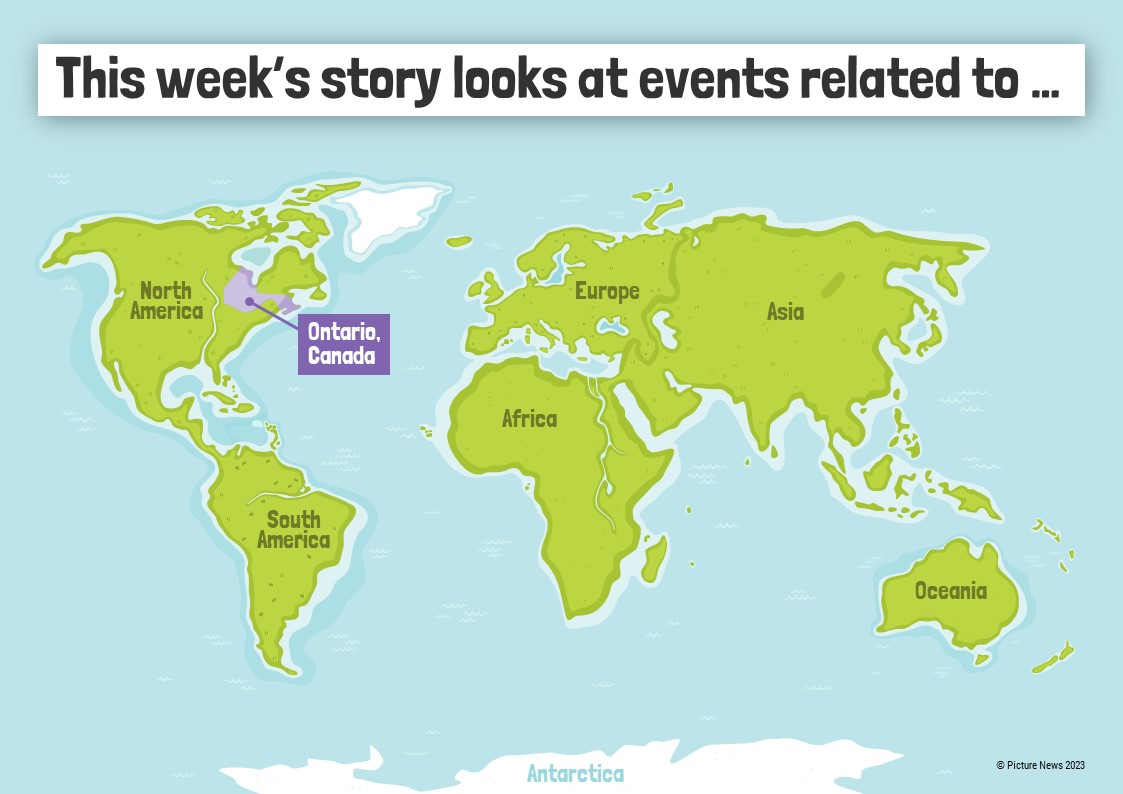 This week's story looks at events related to ...
North
America
Europe
Asia
Ontario,
Canada
Africa
South
America
Oceania
© Picture News 2023
Antarctica